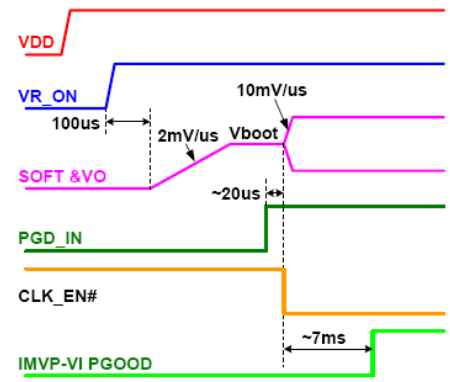 VDD
VR_ON
10mV/us
100us
2mV/us
Vboot
SOFT &VO
~20us
PGD_IN
CLK_EN#
~7ms
IMVP-VI PGOOD